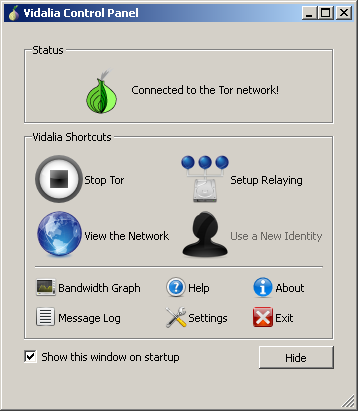 Vidalia Control Panel
Status
Connected to the Tor network!
Vidalia Shortcuts
Stop Tor
Setup Relaying
View the Network
Use a New Identity
Bandwidth Graph
Help
About
Message Log
Settings
Exit
Show this window on startup
Hide